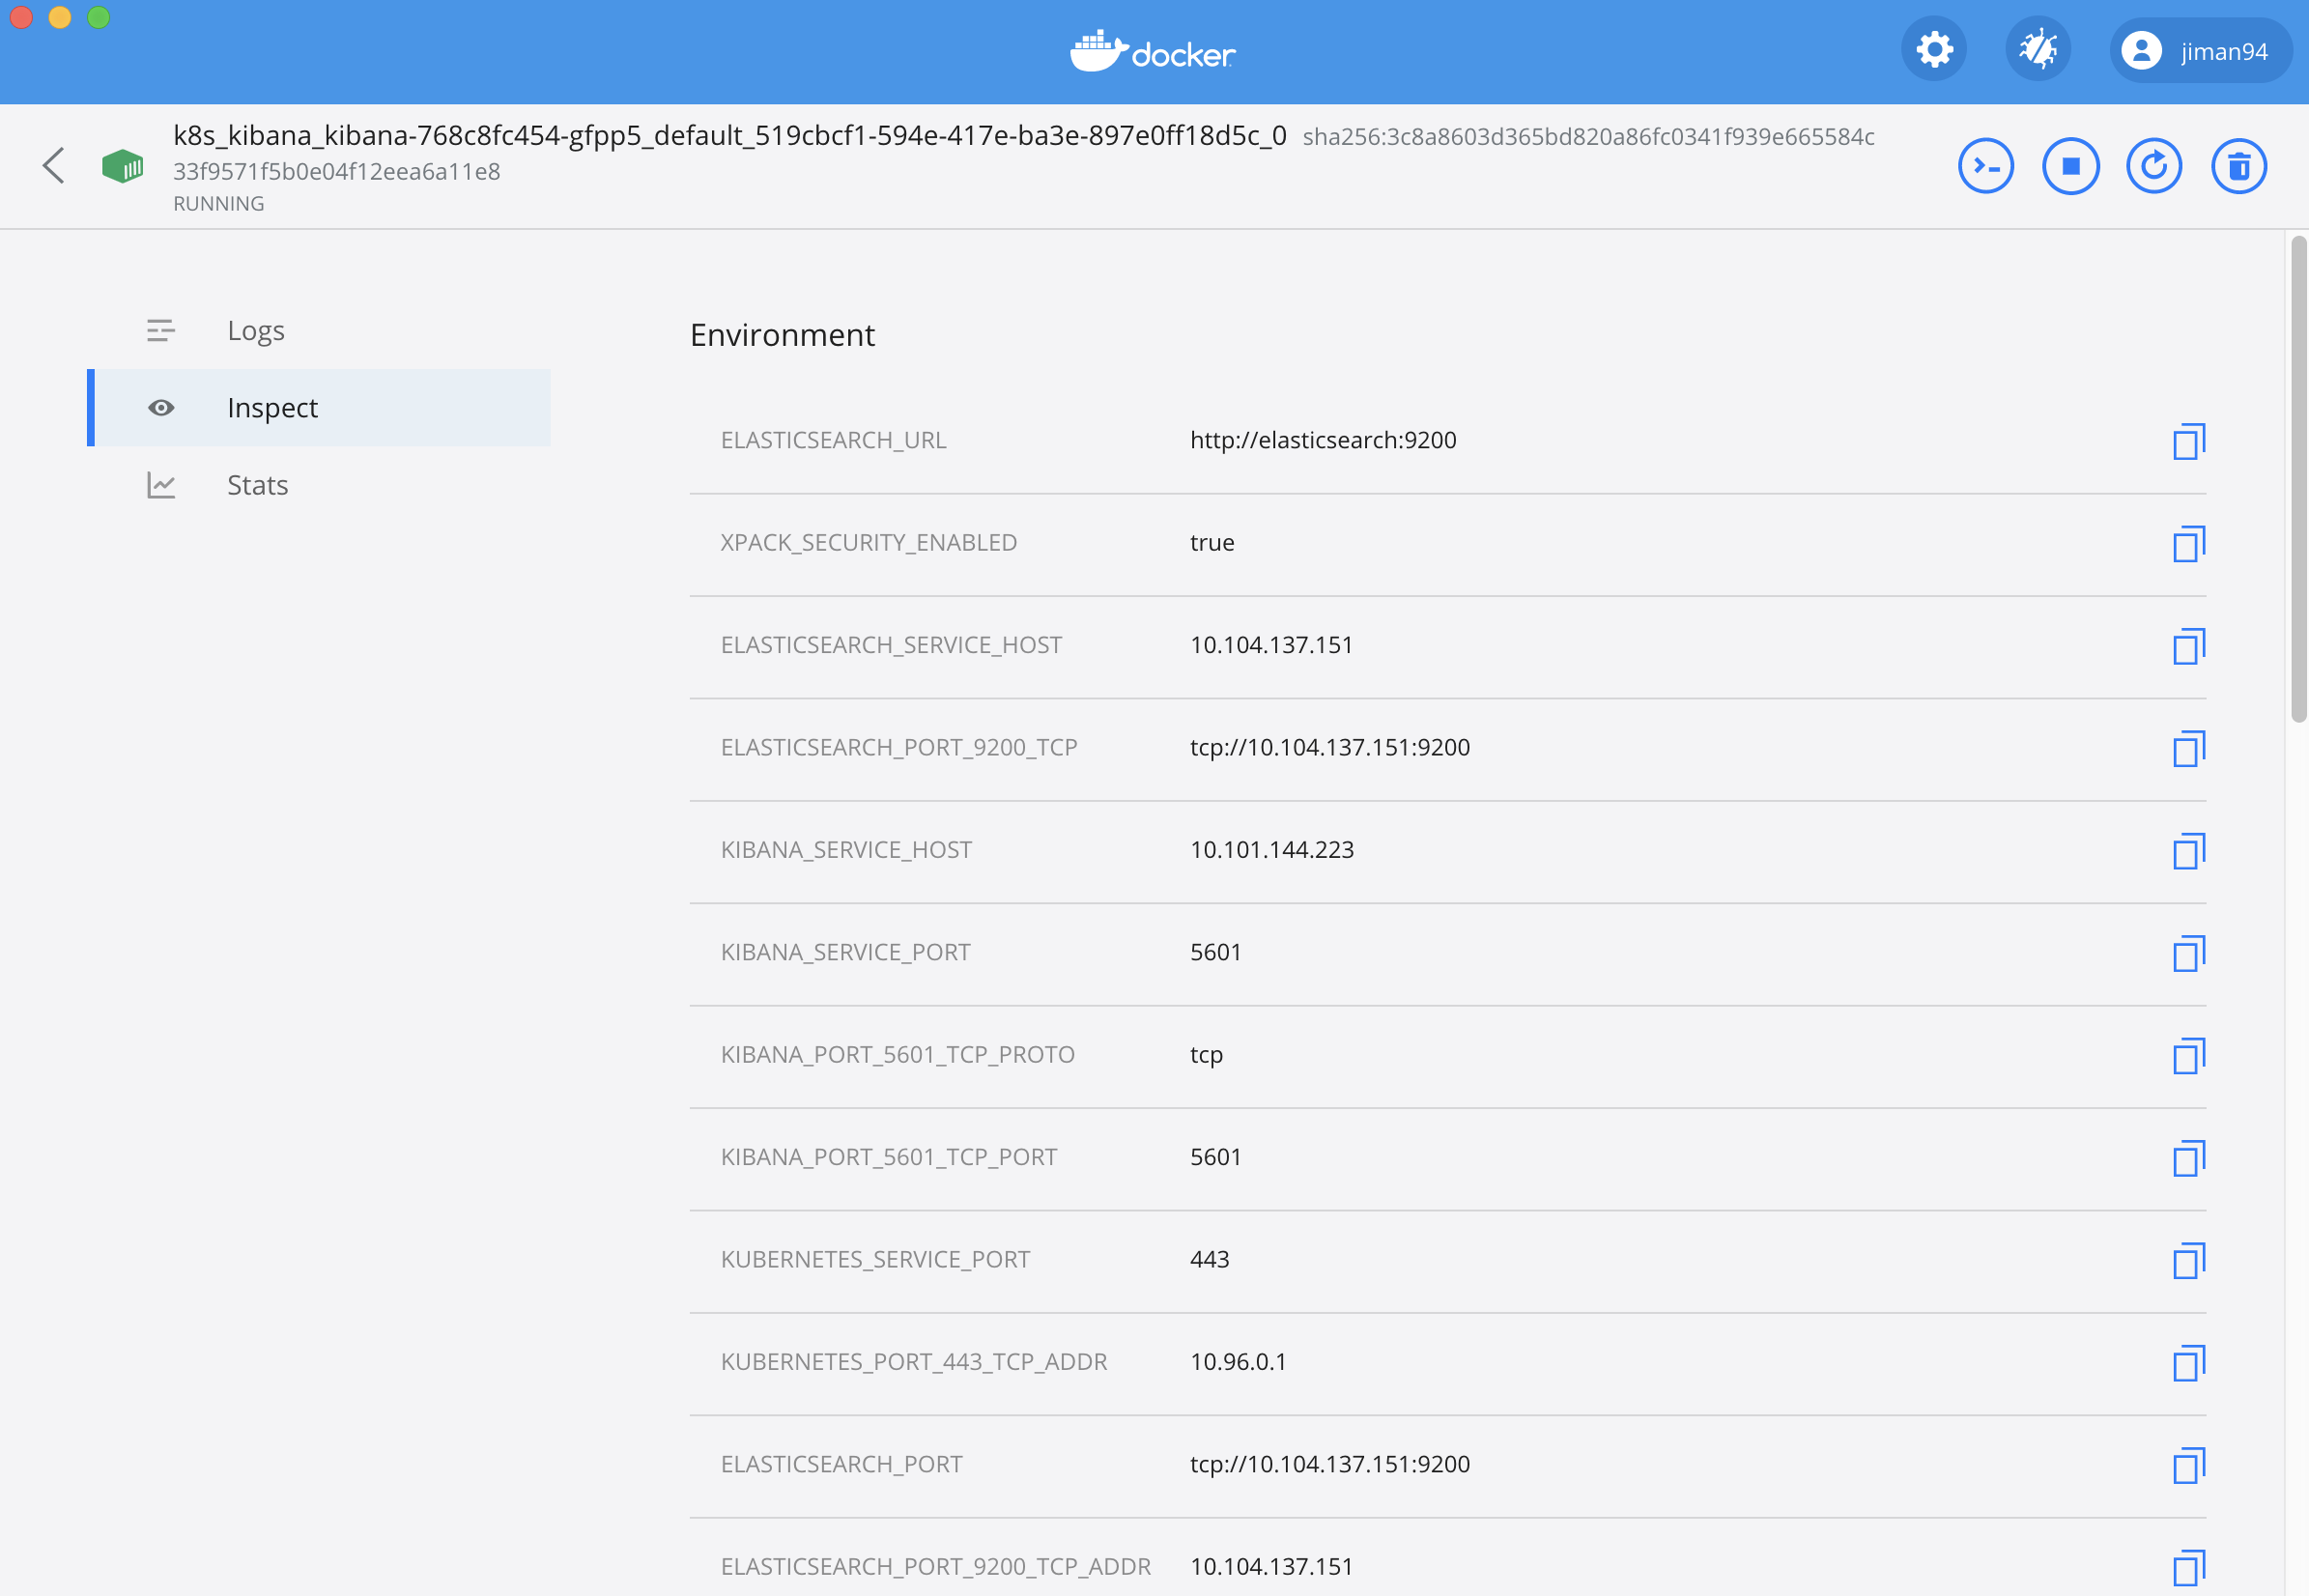 docker
jiman94
k8s_kibana_kibana-768c8fc454-gfpp5_default_519cbcf1-594e-417e-ba3e-897e0ff18d5c_0 sha256:3c8a8603d365bd820a86fc0341f939e665584c
33f9571f5b0e04f12eea6a11e8
RUNNING
Logs
Inspect
Stats
Environment
ELASTICSEARCH_URL http://elasticsearch:9200
XPACK_SECURITY_ENABLED true
ELASTICSEARCH_SERVICE_HOST 10.104.137.151
ELASTICSEARCH_PORT_9200_TCP tcp://10.104.137.151:9200
KIBANA_SERVICE_HOST 10.101.144.223
KIBANA_SERVICE_PORT 5601
KIBANA_PORT_5601_TCP_PROTO tcp
KIBANA_PORT_5601_TCP_PORT 5601
KUBERNETES_SERVICE_PORT 443
KUBERNETES_PORT_443_TCP_ADDR 10.96.0.1
ELASTICSEARCH_PORT tcp://10.104.137.151:9200
ELASTICSEARCH_PORT_9200_TCP_ADDR 10.104.137.151